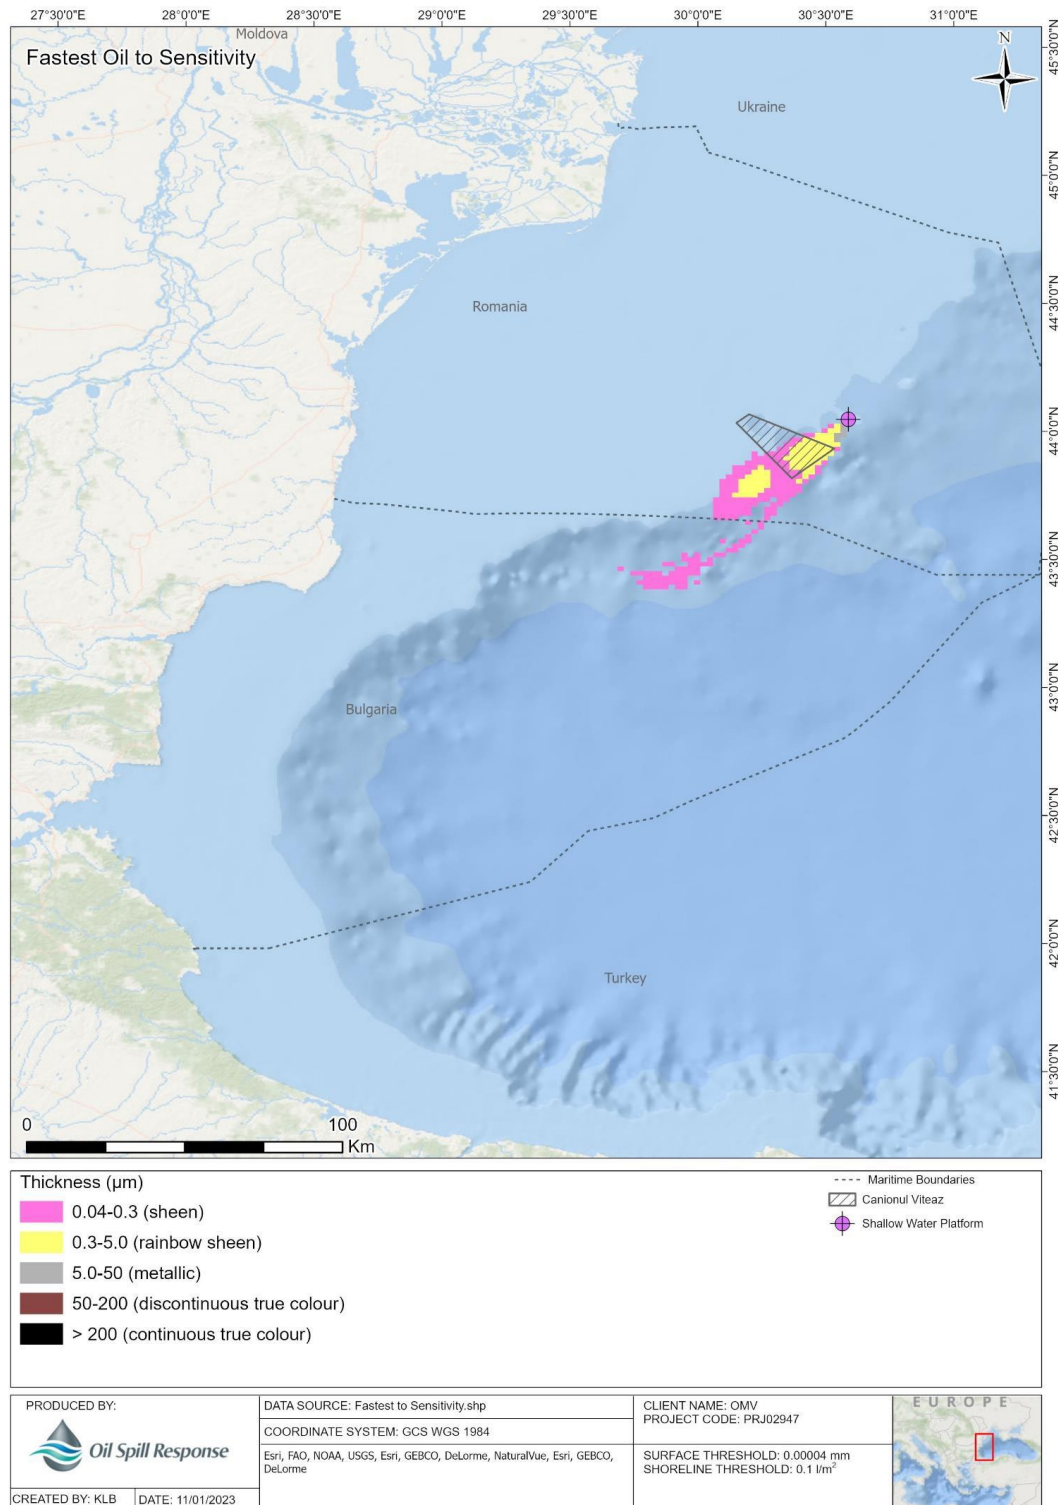 27°30'0"E 28°0'0"E 28°30'0"E 29°0'0"E 29°30'0"E 30°0'0"E 30°30'0"E 31°0'0"E
Moldova
Fastest Oil to Sensitivity
N
45°30'0"N
Ukraine
45°0'0"N
Romania
44°30'0"N
44°0'0"N
43°30'0"N
43°0'0"N
Bulgaria
42°30'0"N
42°0'0"N
Turkey
41°30'0"N
0 100
Km
Thickness (µm)
0.04-0.3 (sheen)
0.3-5.0 (rainbow sheen)
5.0-50 (metallic)
50-200 (discontinuous true colour)
> 200 (continuous true colour)
Maritime Boundaries
Canionul Viteaz
Shallow Water Platform
PRODUCED BY:
Oil Spill Response
CREATED BY: KLB
DATE: 11/01/2023
DATA SOURCE: Fastest to Sensitivity.shp
COORDINATE SYSTEM: GCS WGS 1984
Esri, FAO, NOAA, USGS, Esri, GEBCO, DeLorme, NaturalVue, Esri, GEBCO,
DeLorme
CLIENT NAME: OMV
PROJECT CODE: PRJ02947
SURFACE THRESHOLD: 0.00004 mm
SHORELINE THRESHOLD: 0.1 l/m²
EUROPE